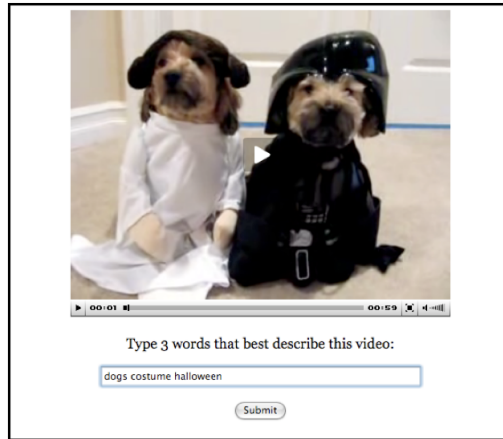 00:01 00:59
Type 3 words that best describe this video:
dogs costume halloween
Submit